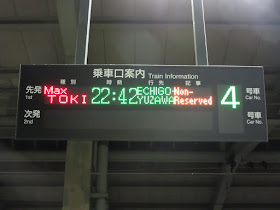 乗車口案内 Train Information
種別 時刻 行先 記事
先発 1st
Max TOKI 22:42 ECHIGO YUZAWA Non-Reserved
4 号車 Car No.
次発 2nd
号車 Car No.